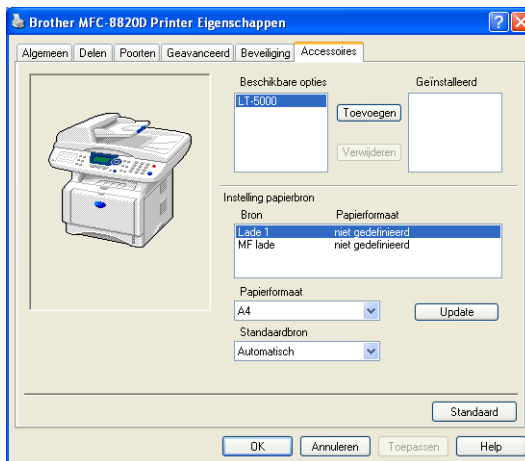 Brother MFC-8820D Printer Eigenschappen
Algemeen Delen Poorten Geavanceerd Beveiliging Accessoires
Beschikbare opties Geïnstalleerd
LT-5000
Toevoegen
Verwijderen
Instelling papierbron
Bron Papierformaat
Lade 1 niet gedefinieerd
MF lade niet gedefinieerd
Papierformaat
A4 Update
Standaardbron
Automatisch
Standaard
OK Annuleren Toepassen Help